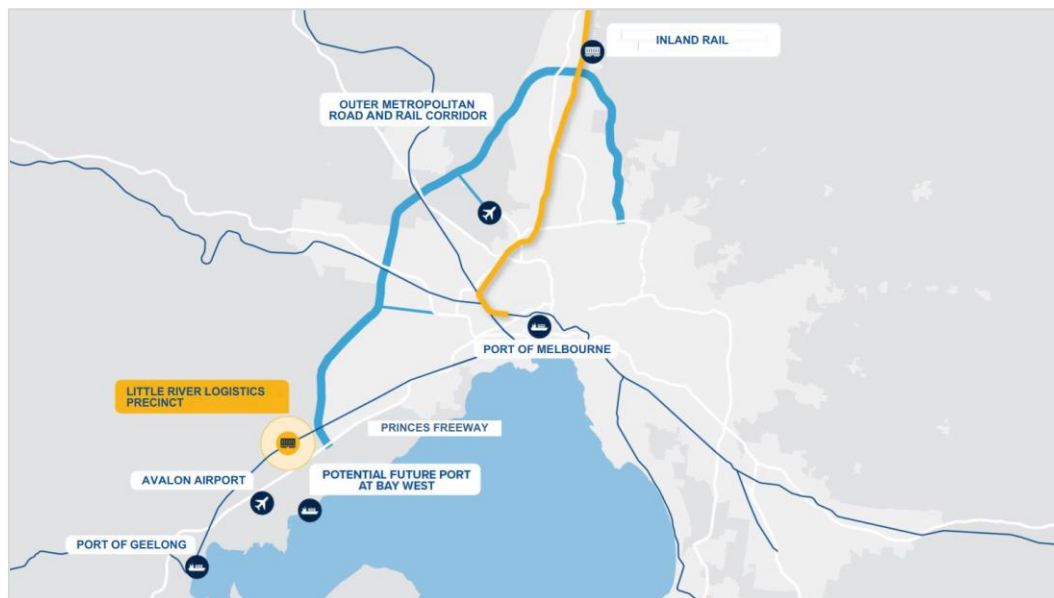 INLAND RAIL
OUTER METROPOLITAN
ROAD AND RAIL CORRIDOR
PORT OF MELBOURNE
LITTLE RIVER LOGISTICS
PRECINCT
PRINCES FREEWAY
AVALON AIRPORT
POTENTIAL FUTURE PORT
AT BAY WEST
PORT OF GEELONG